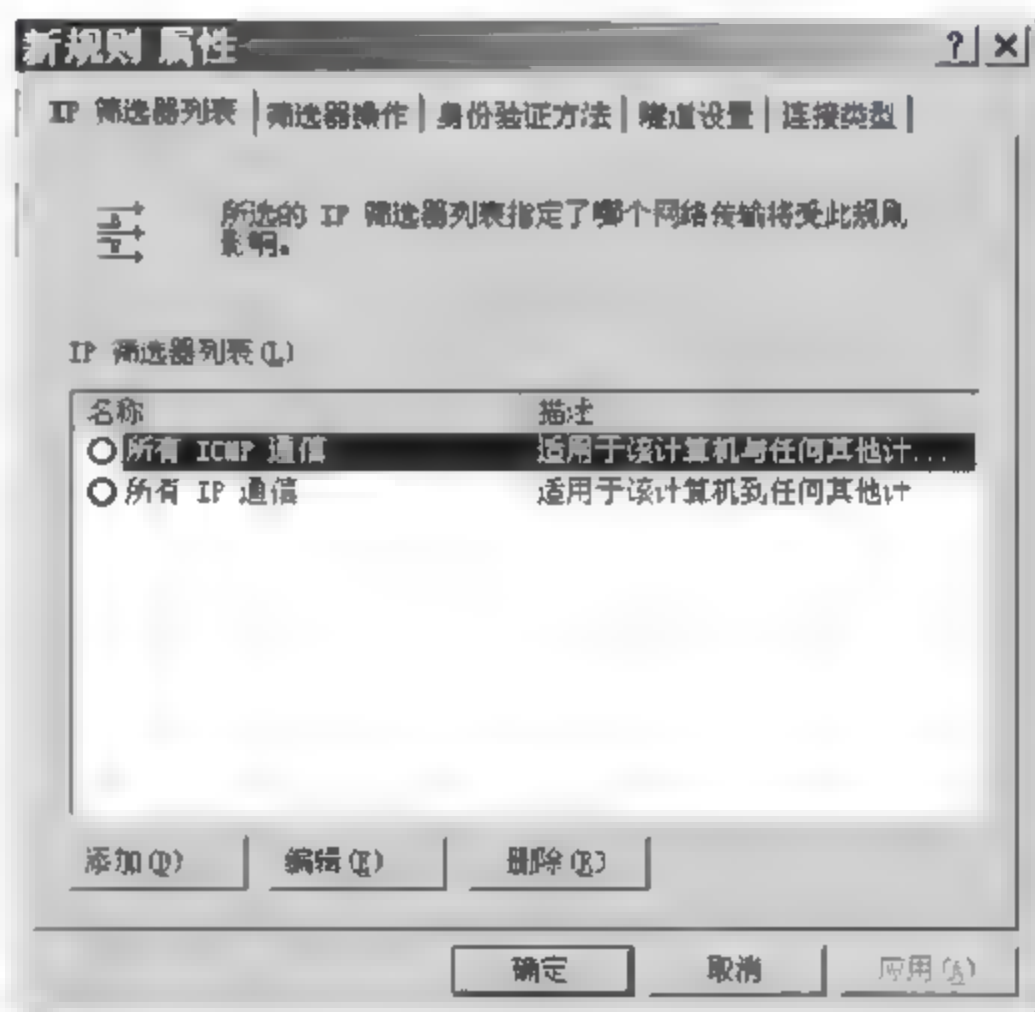 新规则 属性
IP 筛选器列表 筛选器操作 身份验证方法 隧道设置 连接类型
所选的 IP 筛选器列表指定了哪个网络传输将受此规则
影响。
IP 筛选器列表(L)
名称 描述
所有 ICMP 通信 适用于该计算机与任何其他计...
所有 IP 通信 适用于该计算机到任何其他计
添加(D) 编辑(E) 删除(R)
确定 取消 应用(A)